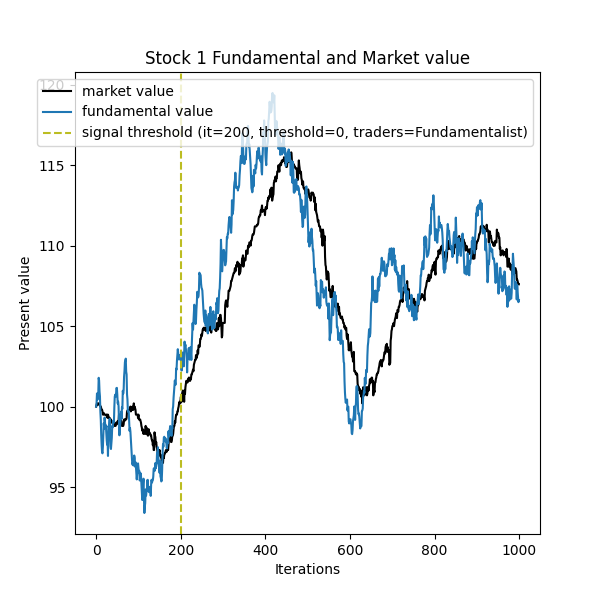 Stock 1 Fundamental and Market value
120
market value
fundamental value
signal threshold (it=200, threshold=0, traders=Fundamentalist)
115
110
105
100
95
Present value
0 200 400 600 800 1000
Iterations